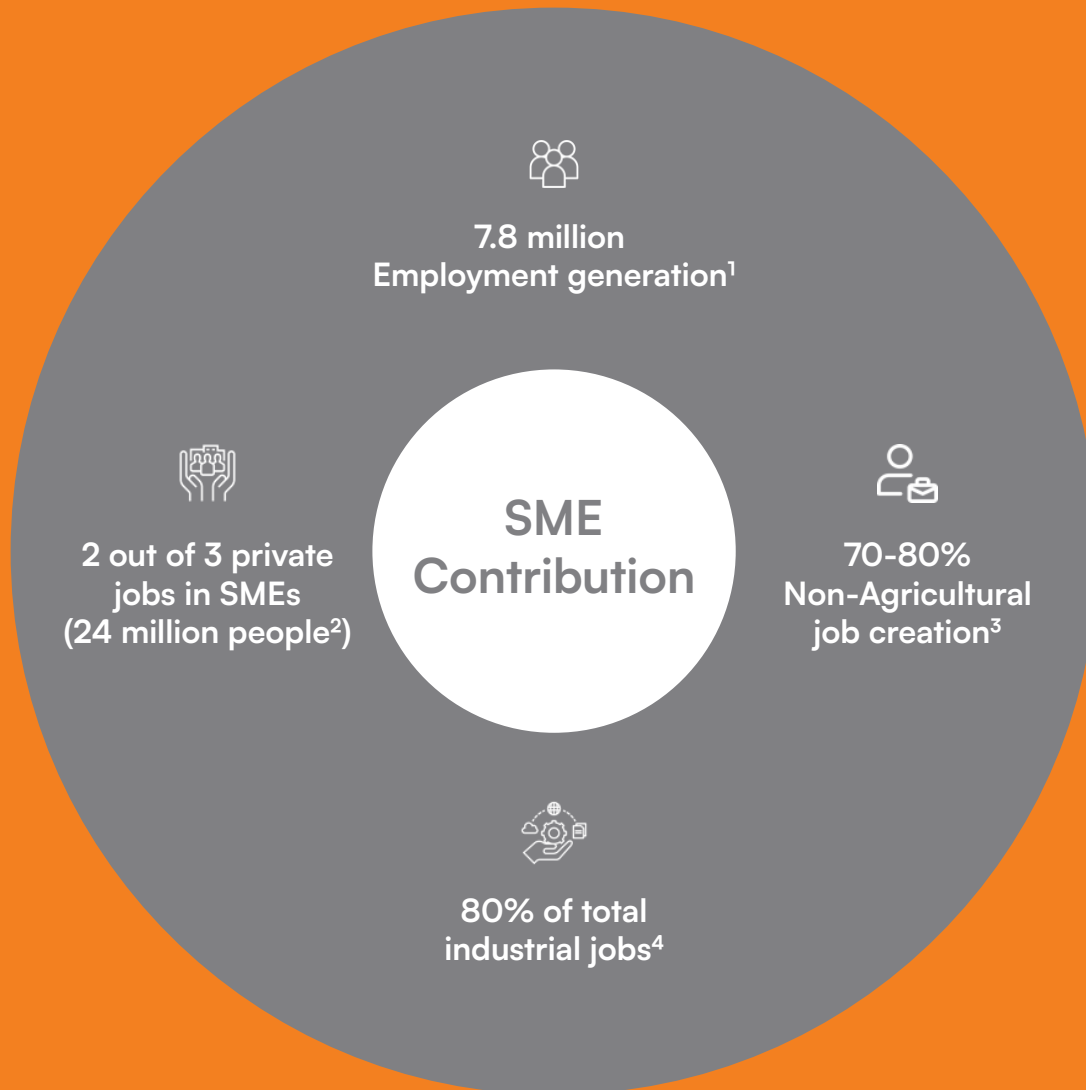 7.8 million
Employment generation¹
SME
Contribution
2 out of 3 private
jobs in SMEs
(24 million people²)
70-80%
Non-Agricultural
job creation³
80% of total
industrial jobs⁴